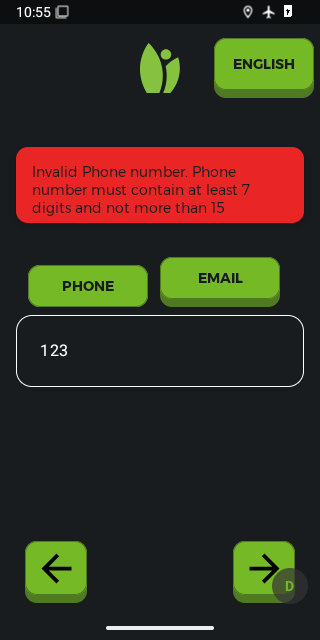 10:55
ENGLISH
Invalid Phone number. Phone
number must contain at least 7
digits and not more than 15
PHONE
EMAIL
123
D